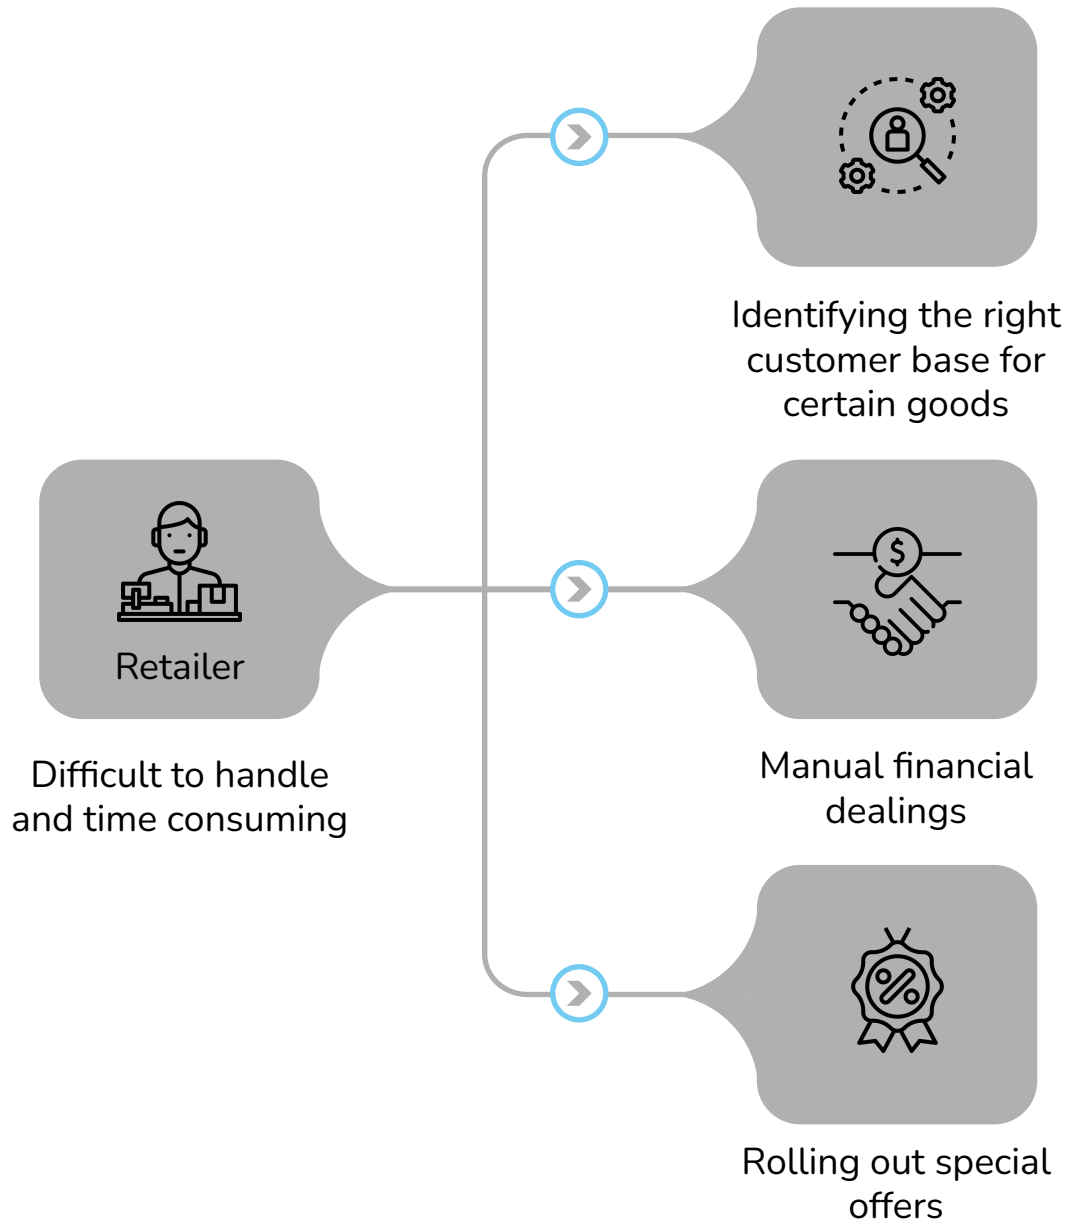 Identifying the right
customer base for
certain goods
$
Retailer
Difficult to handle
and time consuming
Manual financial
dealings
%
Rolling out special
offers